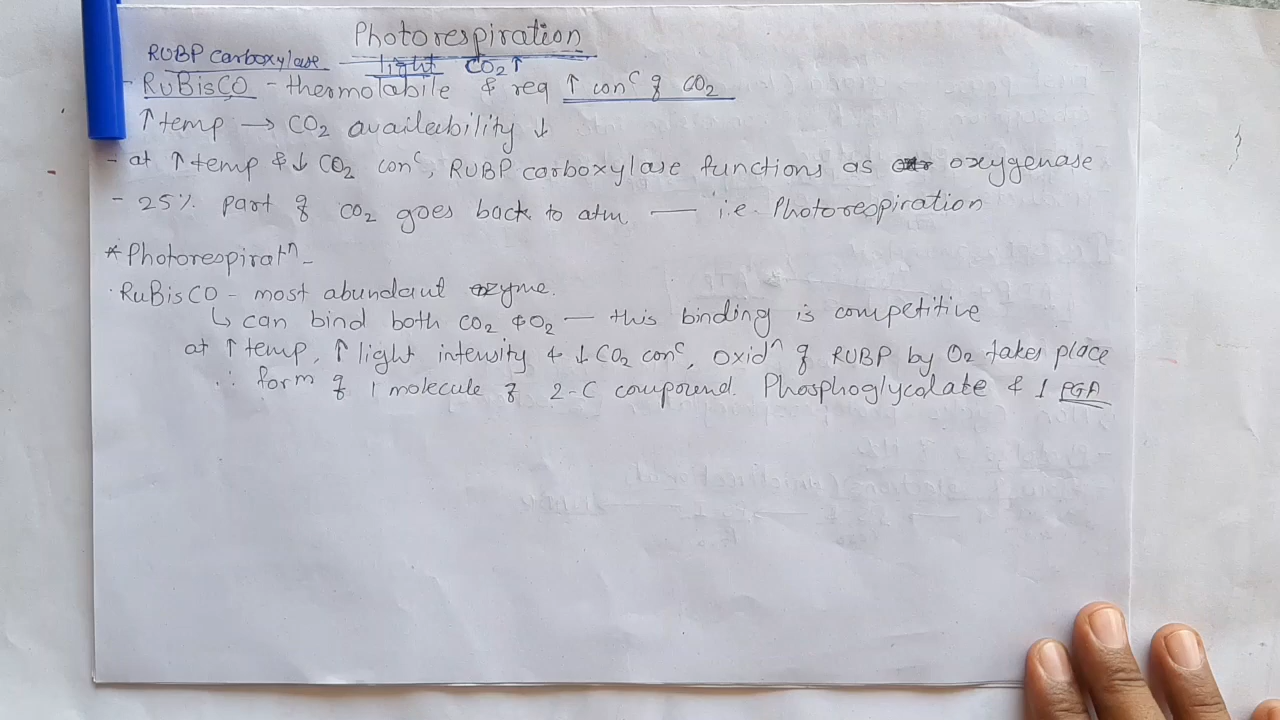 Photorespiration
RUBP carboxylase light CO₂↑
- RuBisCO - thermolabile & req ↑ conᶜ of CO₂
↑ temp → CO₂ availability ↓
- at ↑ temp & ↓ CO₂ conᶜ, RUBP carboxylase functions as oxygenase
- 25% part of CO₂ goes back to atm — i.e. Photorespiration
* Photorespiratⁿ -
RuBisCO - most abundant enzyme.
↳ can bind both CO₂ & O₂ — this binding is competitive
at ↑ temp, ↑ light intensity & ↓ CO₂ conᶜ, oxidⁿ of RUBP by O₂ takes place
∴ form of 1 molecule of 2-C compound. Phosphoglycolate & 1 PGA